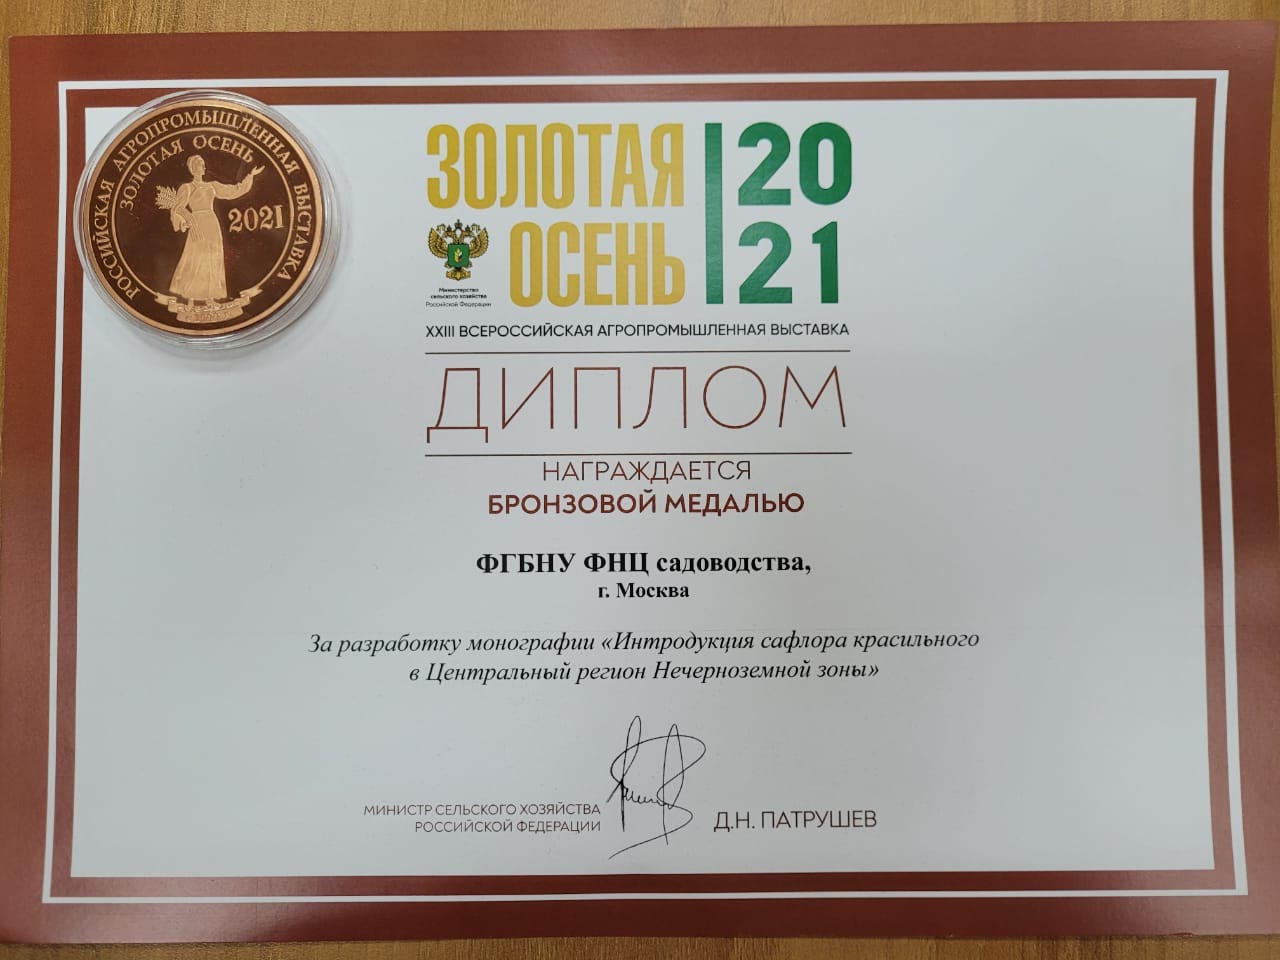 РОССИЙСКАЯ АГРОПРОМЫШЛЕННАЯ ВЫСТАВКА
ЗОЛОТАЯ ОСЕНЬ
2021
ЗОЛОТАЯ
ОСЕНЬ
20
21
Министерство
сельского хозяйства
Российской Федерации
XXIII ВСЕРОССИЙСКАЯ АГРОПРОМЫШЛЕННАЯ ВЫСТАВКА
ДИПЛОМ
НАГРАЖДАЕТСЯ
БРОНЗОВОЙ МЕДАЛЬЮ
ФГБНУ ФНЦ садоводства,
г. Москва
За разработку монографии «Интродукция сафлора красильного
в Центральный регион Нечерноземной зоны»
МИНИСТР СЕЛЬСКОГО ХОЗЯЙСТВА
РОССИЙСКОЙ ФЕДЕРАЦИИ
Д.Н. ПАТРУШЕВ